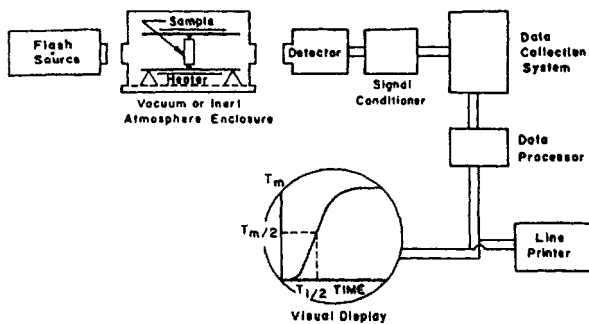 Flash
Source
Sample
Heater
Vacuum or Inert
Atmosphere Enclosure
Detector
Signal
Conditioner
Data
Collection
System
Data
Processor
Line
Printer
Tm
Tm/2
T1/2 TIME
Visual Display